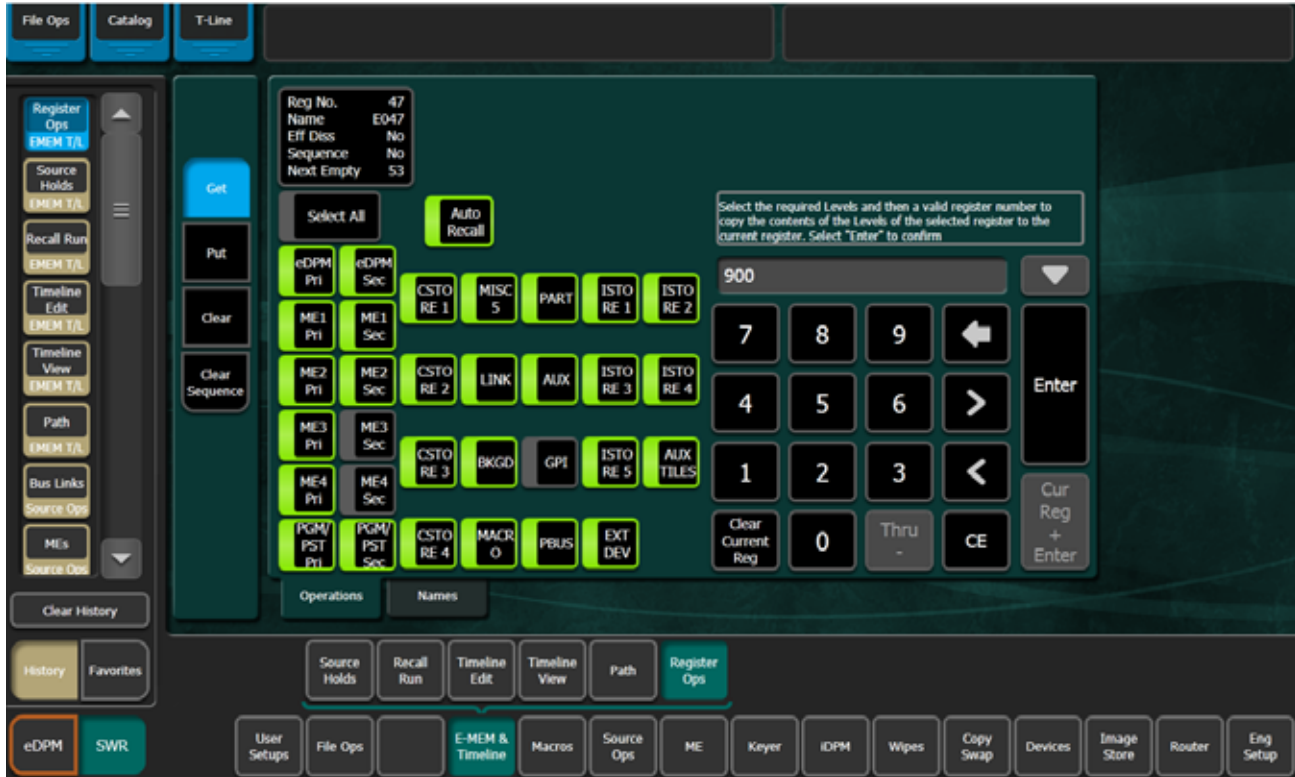 File Ops
Catalog
T-Line
Register
Ops
EMEM T/L
Source
Holds
EMEM T/L
Recall Run
EMEM T/L
Timeline
Edit
EMEM T/L
Timeline
View
EMEM T/L
Path
EMEM T/L
Bus Links
Source Ops
MEs
Source Ops
Clear History
History
Favorites
eDPM
SWR
Get
Put
Clear
Clear
Sequence
Reg No. 47
Name E047
Eff Diss No
Sequence No
Next Empty 53
Select All
Auto
Recall
eDPM
Pri
eDPM
Sec
ME1
Pri
ME1
Sec
ME2
Pri
ME2
Sec
ME3
Pri
ME3
Sec
ME4
Pri
ME4
Sec
PGM/
PST
Pri
PGM/
PST
Sec
CSTO
RE 1
MISC
5
PART
ISTO
RE 1
ISTO
RE 2
CSTO
RE 2
LINK
AUX
ISTO
RE 3
ISTO
RE 4
CSTO
RE 3
BKGD
GPI
ISTO
RE 5
AUX
TILES
CSTO
RE 4
MACR
O
PBUS
EXT
DEV
Select the required Levels and then a valid register number to
copy the contents of the Levels of the selected register to the
current register. Select "Enter" to confirm
900
7
8
9
4
5
6
>
1
2
3
<
Clear
Current
Reg
0
Thru
-
CE
Enter
Cur
Reg
+
Enter
Operations
Names
Source
Holds
Recall
Run
Timeline
Edit
Timeline
View
Path
Register
Ops
User
Setups
File Ops
E-MEM &
Timeline
Macros
Source
Ops
ME
Keyer
iDPM
Wipes
Copy
Swap
Devices
Image
Store
Router
Eng
Setup